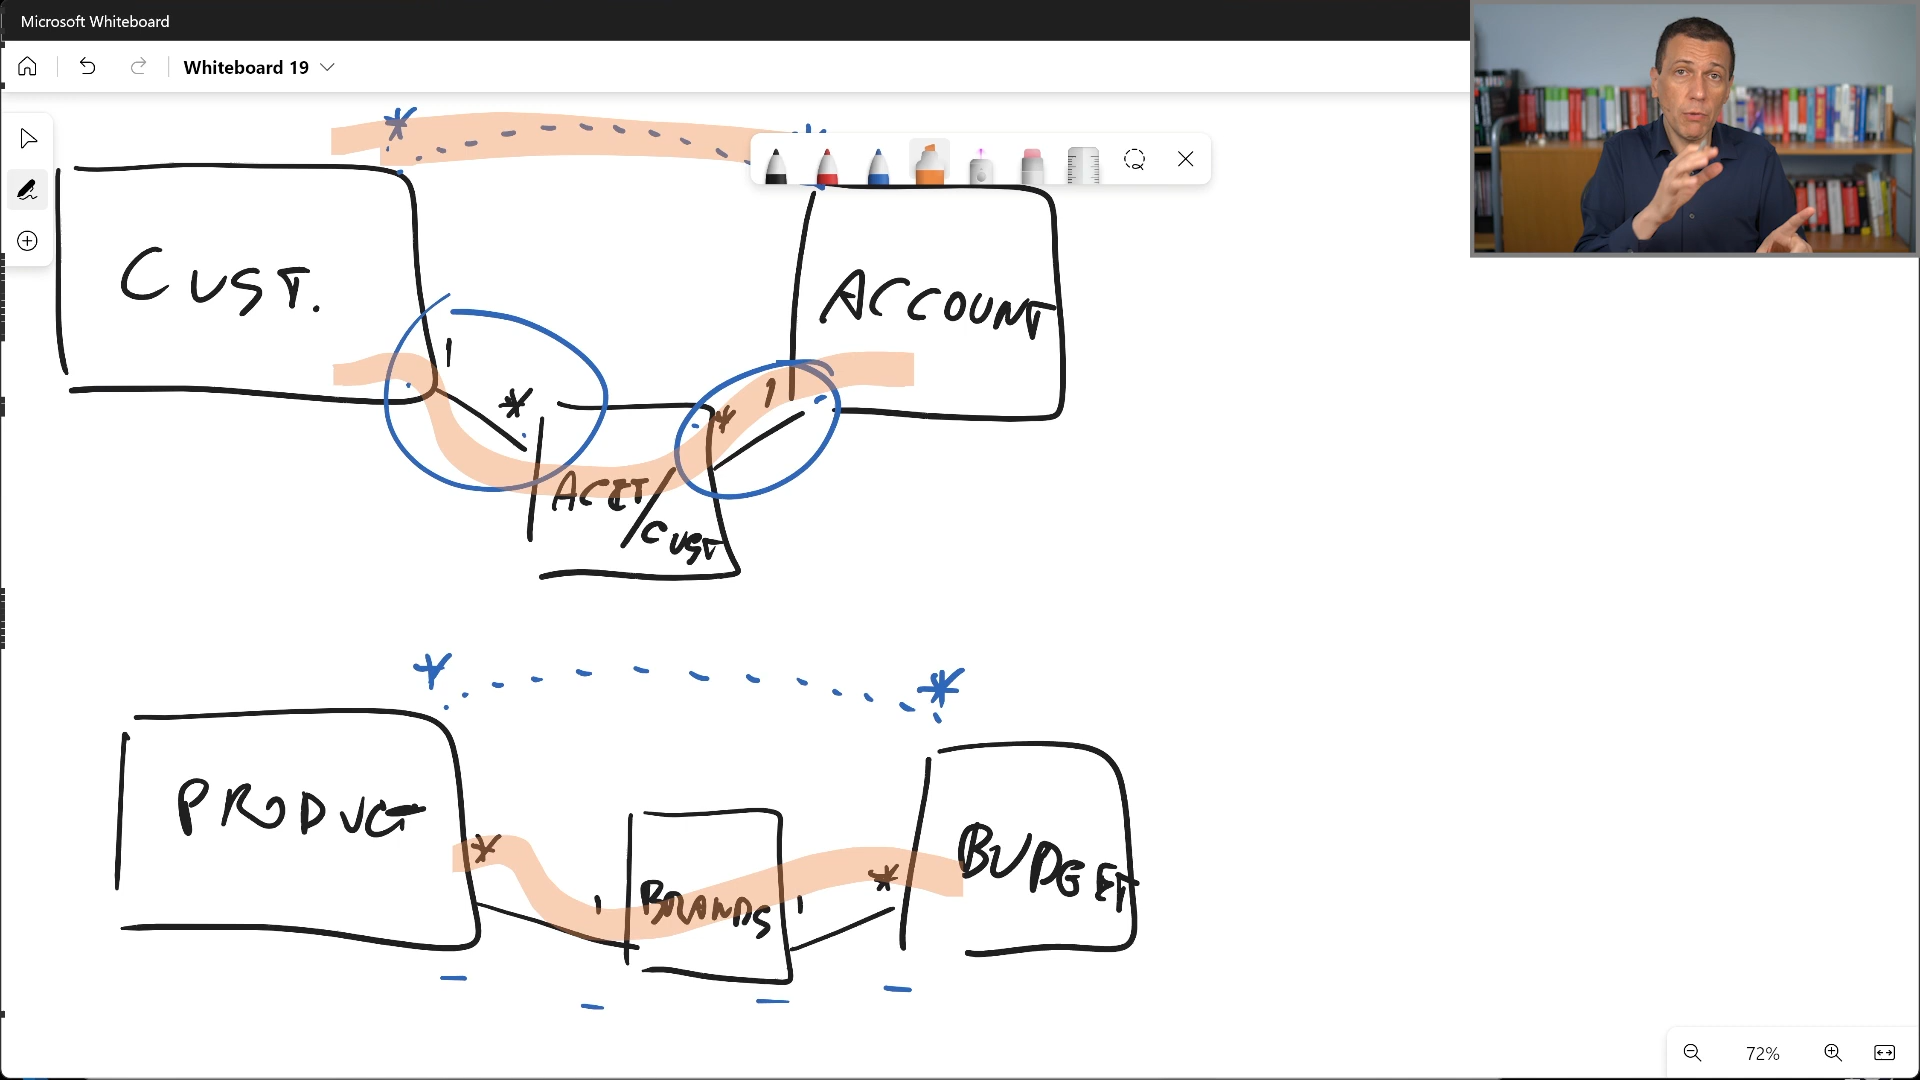 Microsoft Whiteboard
Whiteboard 19
*
CUST.
ACCOUNT
1
*
*
1
ACCT/
CUST
*
*
PRODUCT
*
1
BRANDS
1
*
BUDGET
72%